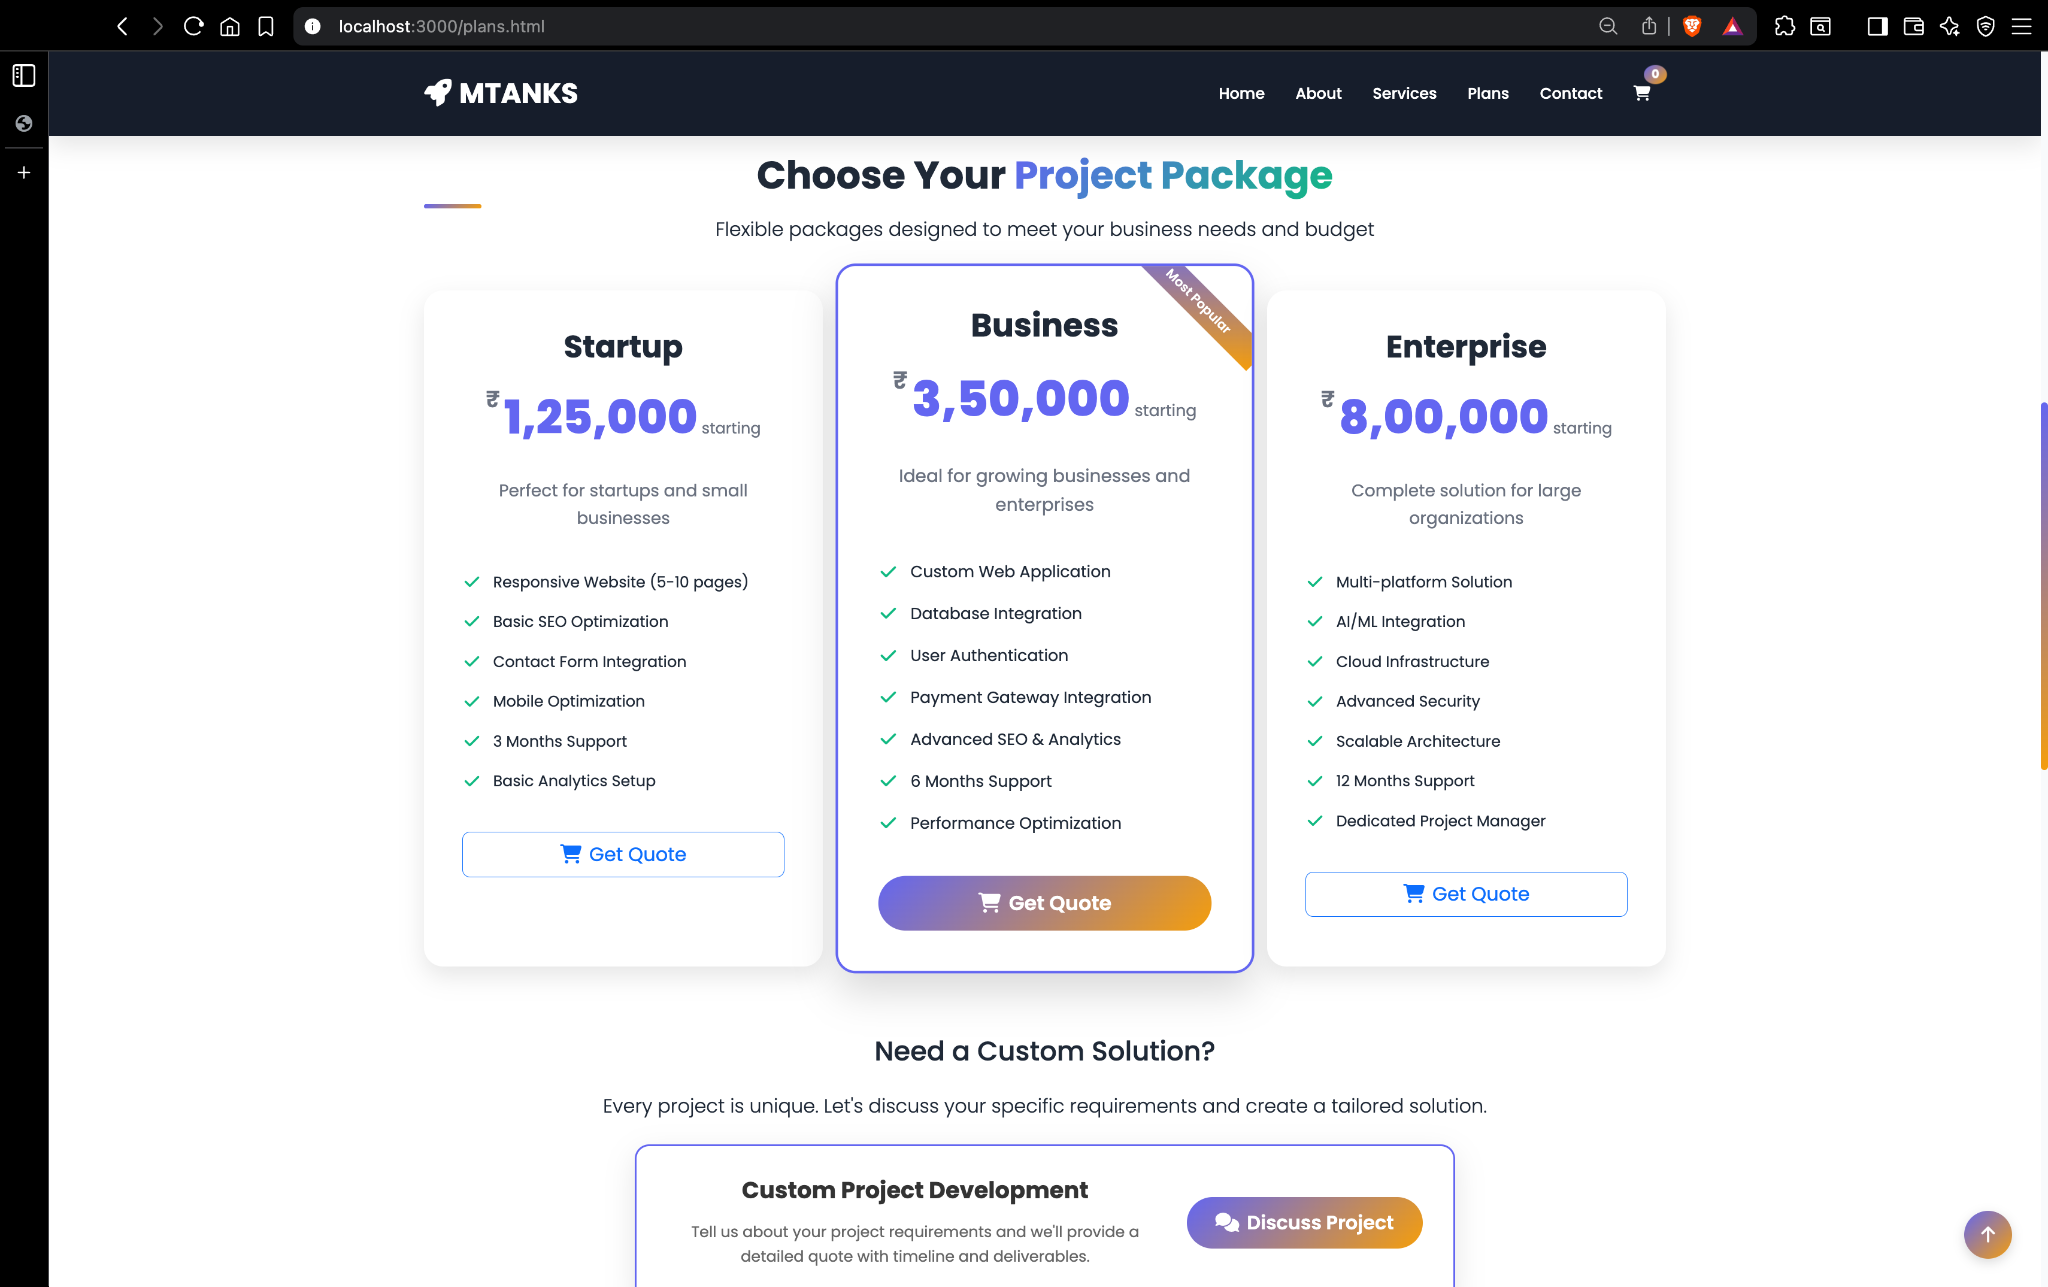 localhost:3000/plans.html
MTANKS
Home
About
Services
Plans
Contact
0
Choose Your Project Package
Flexible packages designed to meet your business needs and budget
Startup
₹1,25,000 starting
Perfect for startups and small
businesses
Responsive Website (5-10 pages)
Basic SEO Optimization
Contact Form Integration
Mobile Optimization
3 Months Support
Basic Analytics Setup
Get Quote
Most Popular
Business
₹3,50,000 starting
Ideal for growing businesses and
enterprises
Custom Web Application
Database Integration
User Authentication
Payment Gateway Integration
Advanced SEO & Analytics
6 Months Support
Performance Optimization
Get Quote
Enterprise
₹8,00,000 starting
Complete solution for large
organizations
Multi-platform Solution
AI/ML Integration
Cloud Infrastructure
Advanced Security
Scalable Architecture
12 Months Support
Dedicated Project Manager
Get Quote
Need a Custom Solution?
Every project is unique. Let's discuss your specific requirements and create a tailored solution.
Custom Project Development
Tell us about your project requirements and we'll provide a
detailed quote with timeline and deliverables.
Discuss Project